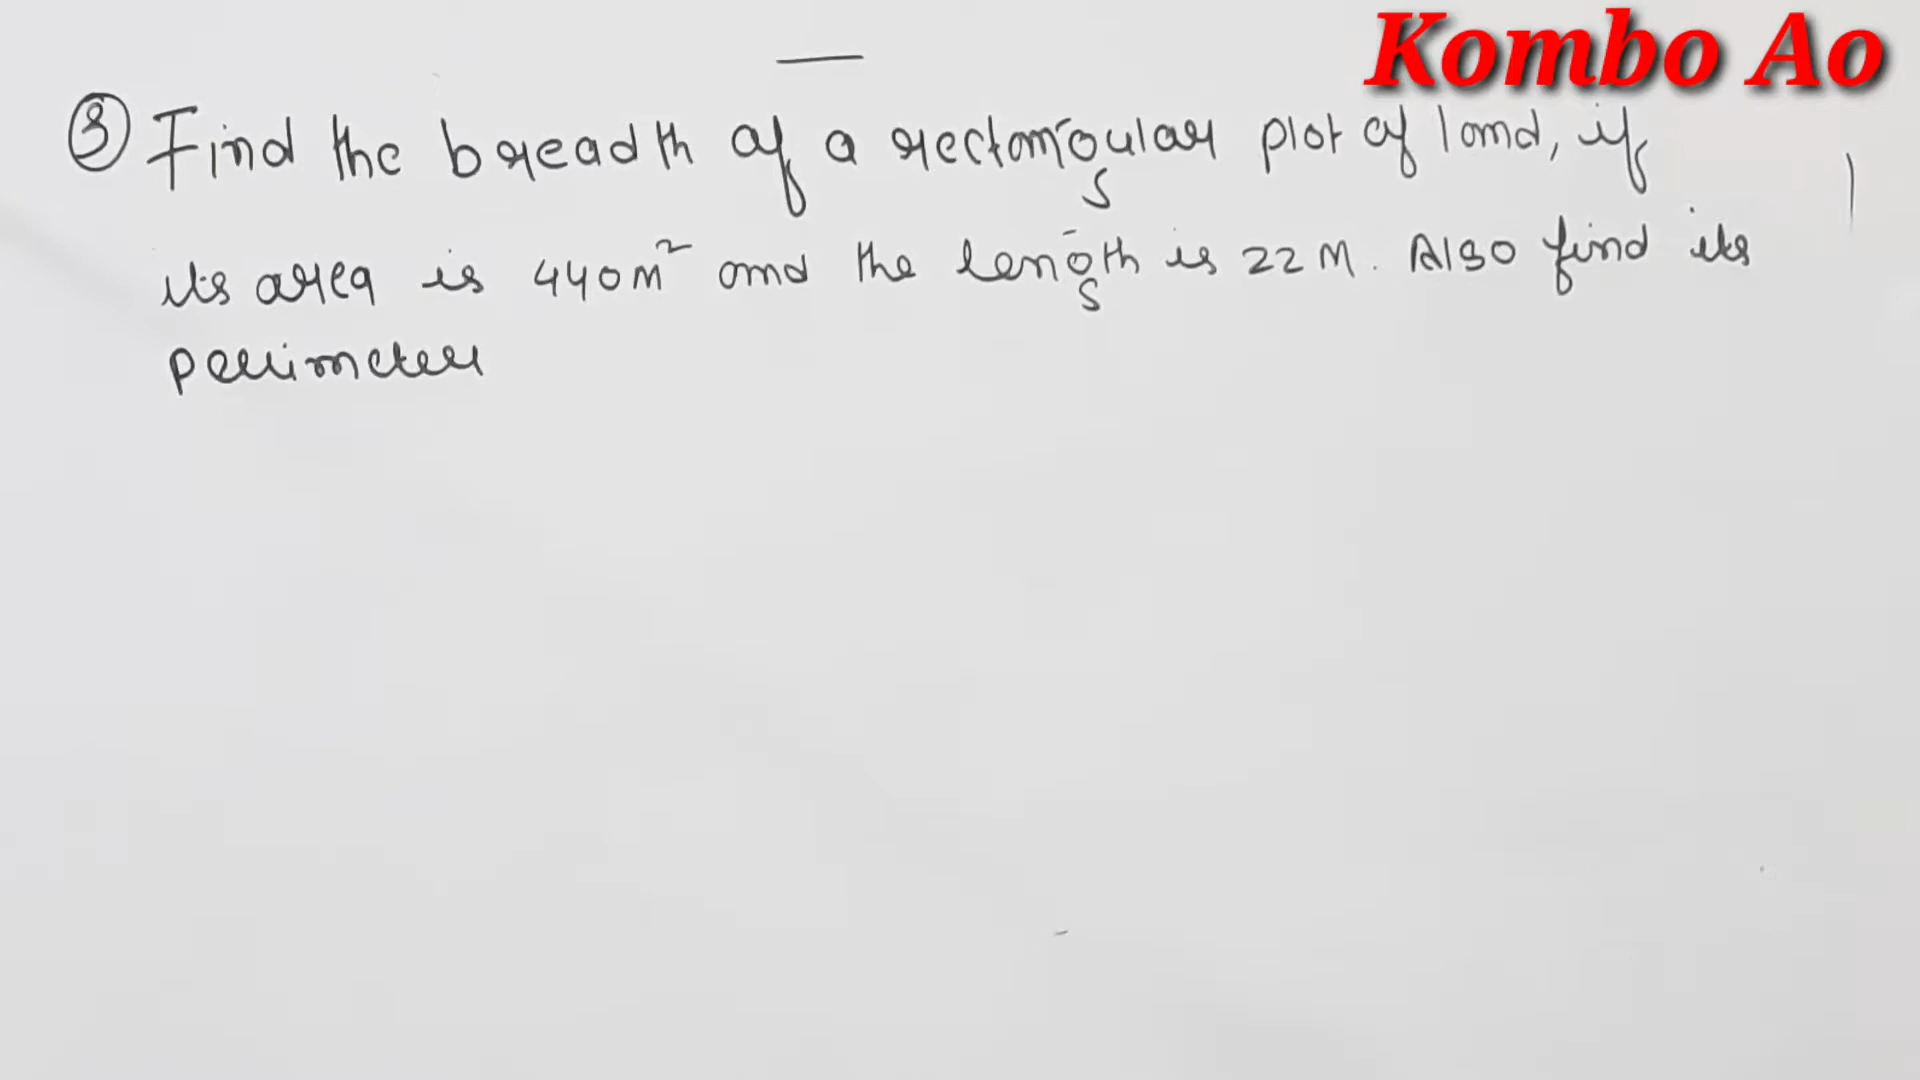 Kombo Ao
③ Find the breadth of a rectangular plot of land, if
its area is 440m² and the length is 22M. Also find its
perimeter